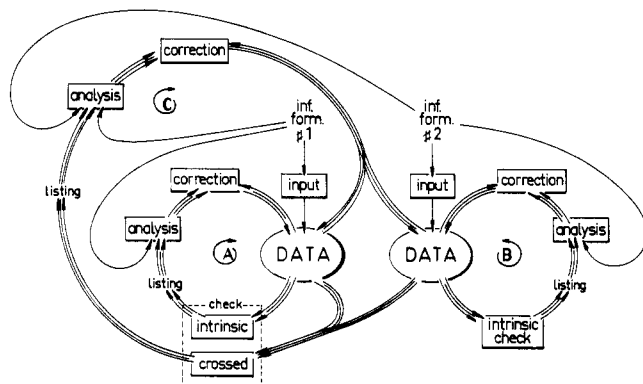 correction
analysis
C
inf.
form.
#1
inf.
form.
#2
listing
correction
input
input
correction
analysis
A
DATA
DATA
B
analysis
listing
listing
check
intrinsic
intrinsic
check
crossed